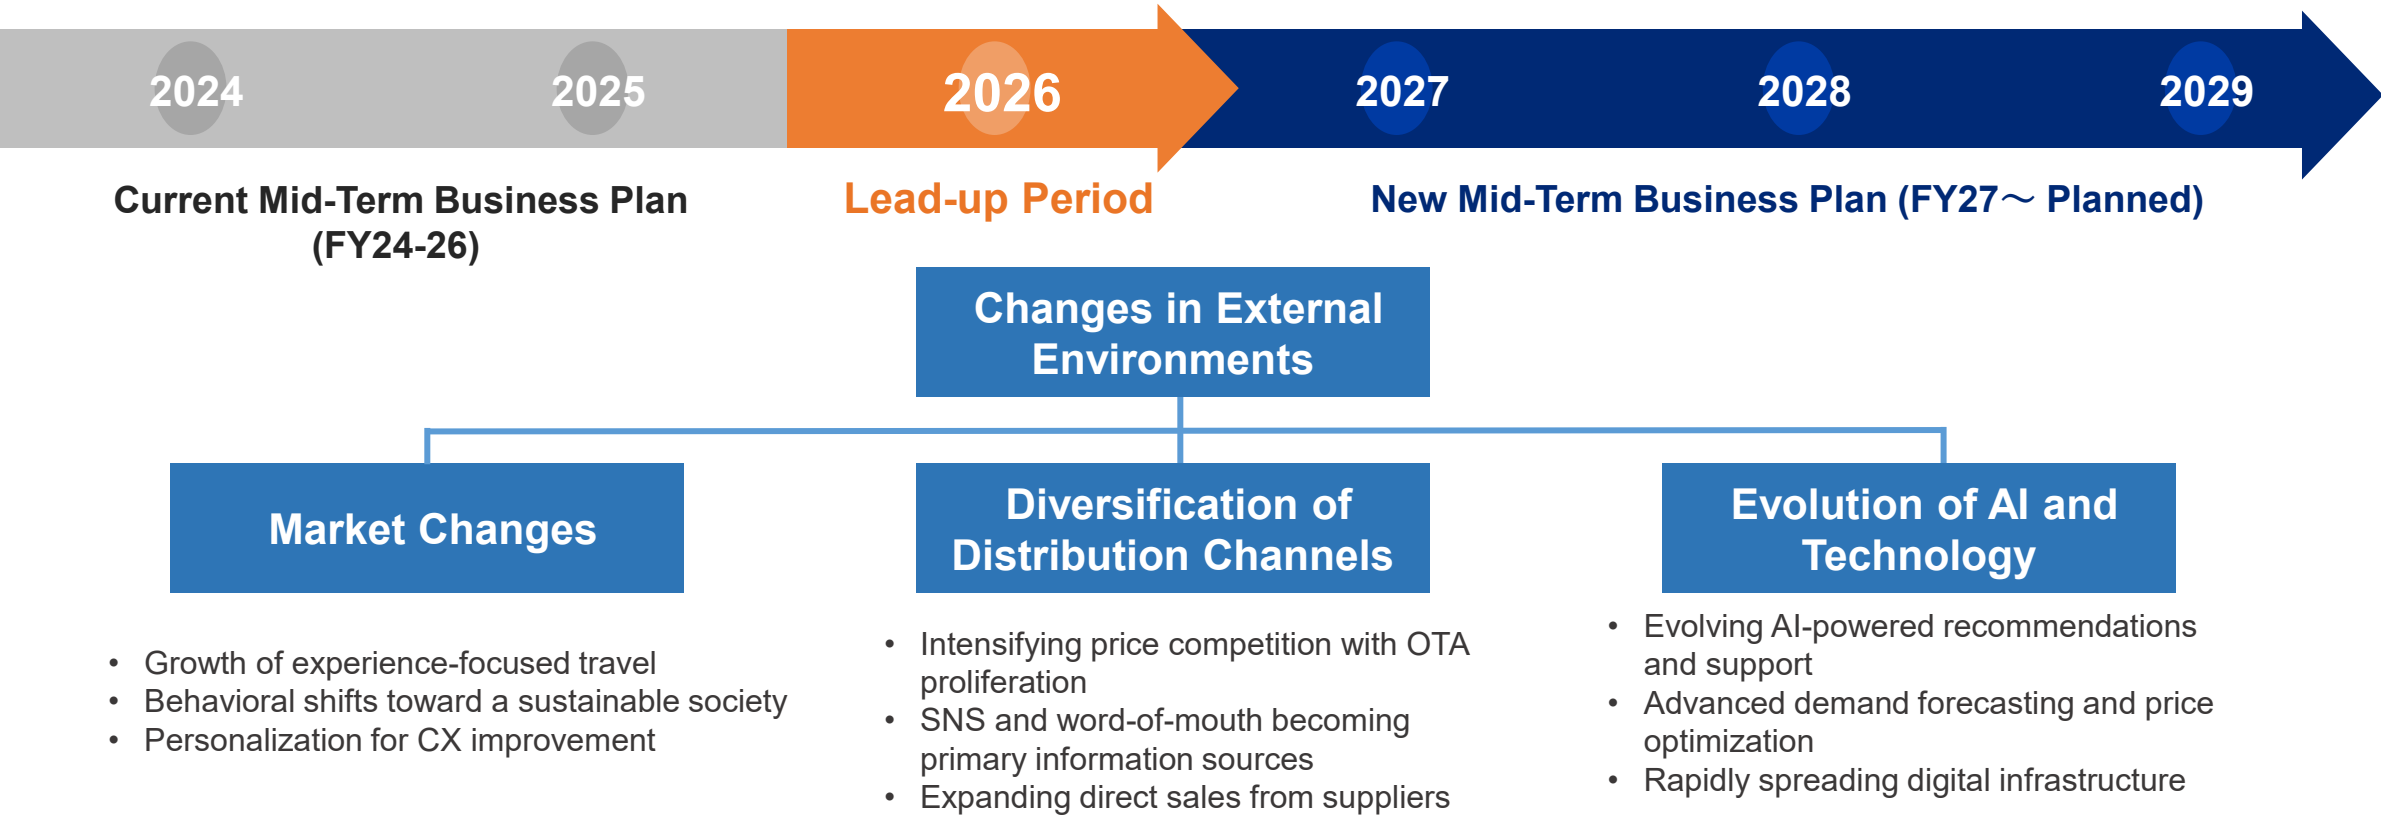 2024
2025
2026
2027
2028
2029
Current Mid-Term Business Plan
(FY24-26)
Lead-up Period
New Mid-Term Business Plan (FY27～ Planned)
Changes in External
Environments
Market Changes
• Growth of experience-focused travel
• Behavioral shifts toward a sustainable society
• Personalization for CX improvement
Diversification of
Distribution Channels
• Intensifying price competition with OTA
proliferation
• SNS and word-of-mouth becoming
primary information sources
• Expanding direct sales from suppliers
Evolution of AI and
Technology
• Evolving AI-powered recommendations
and support
• Advanced demand forecasting and price
optimization
• Rapidly spreading digital infrastructure